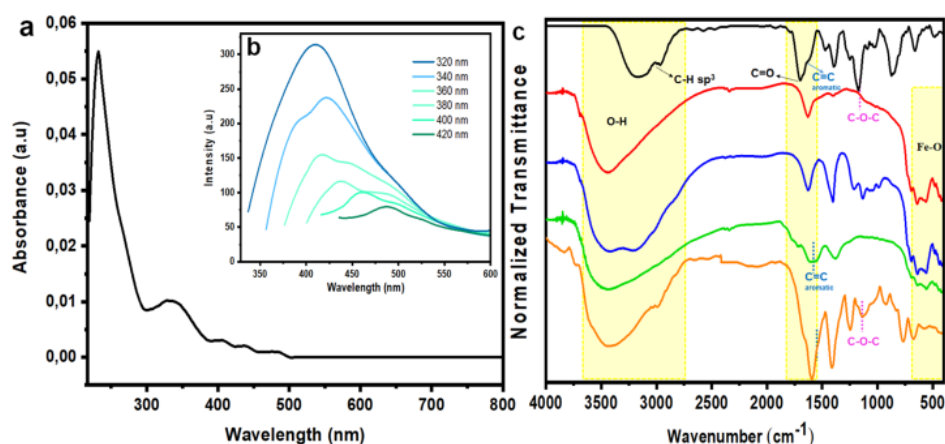 a
Absorbance (a.u)
0,06
0,05
0,04
0,03
0,02
0,01
0,00
300
400
500
600
700
800
Wavelength (nm)
b
Intensity (a.u)
300
250
200
150
100
50
0
350
400
450
500
550
600
Wavelength (nm)
320 nm
340 nm
360 nm
380 nm
400 nm
420 nm
c
Normalized Transmittance
O-H
C-H sp³
C=O
C=C
aromatic
C-O-C
Fe-O
C=C
aromatic
C-O-C
4000
3500
3000
2500
2000
1500
1000
500
Wavenumber (cm⁻¹)